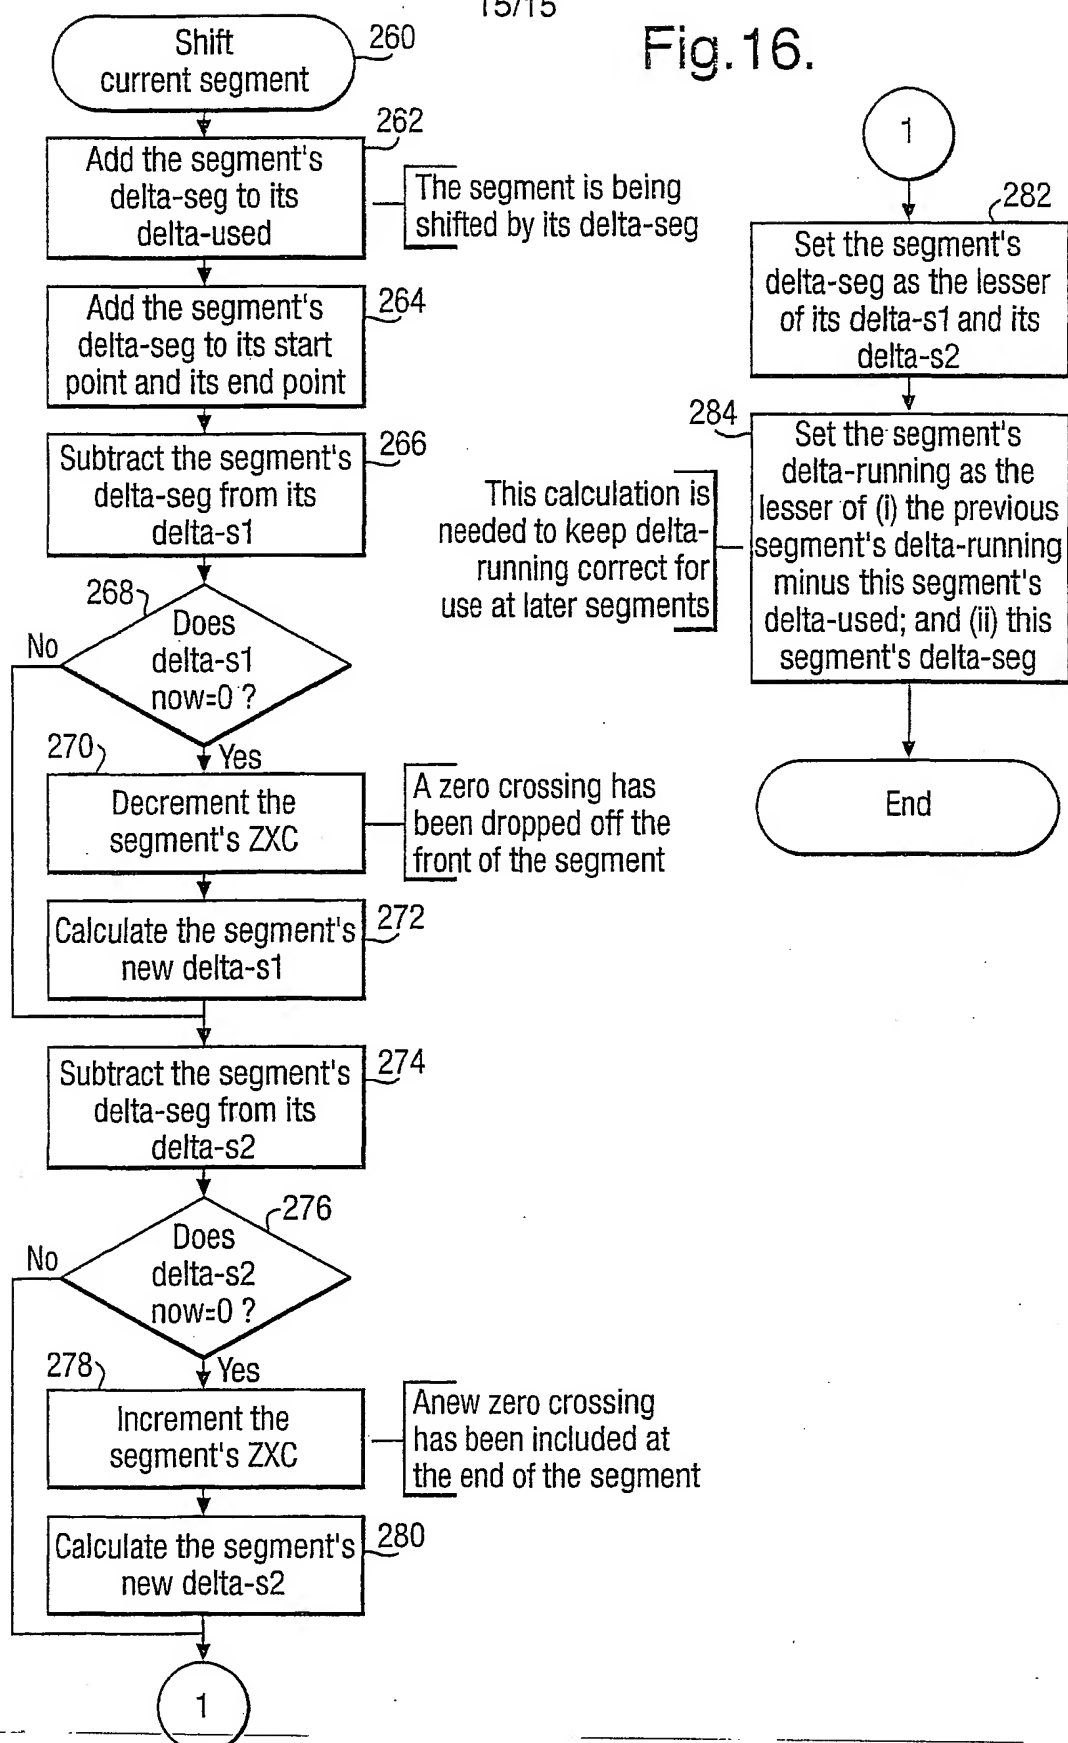 15/15
Fig.16.
Shift
current segment
260
262
Add the segment's
delta-seg to its
delta-used
The segment is being
shifted by its delta-seg
264
Add the segment's
delta-seg to its start
point and its end point
266
Subtract the segment's
delta-seg from its
delta-s1
268
Does
delta-s1
now=0 ?
No
Yes
270
Decrement the
segment's ZXC
A zero crossing has
been dropped off the
front of the segment
272
Calculate the segment's
new delta-s1
274
Subtract the segment's
delta-seg from its
delta-s2
276
Does
delta-s2
now=0 ?
No
Yes
278
Increment the
segment's ZXC
Anew zero crossing
has been included at
the end of the segment
280
Calculate the segment's
new delta-s2
1
1
282
Set the segment's
delta-seg as the lesser
of its delta-s1 and its
delta-s2
284
Set the segment's
delta-running as the
lesser of (i) the previous
segment's delta-running
minus this segment's
delta-used; and (ii) this
segment's delta-seg
This calculation is
needed to keep delta-
running correct for
use at later segments
End